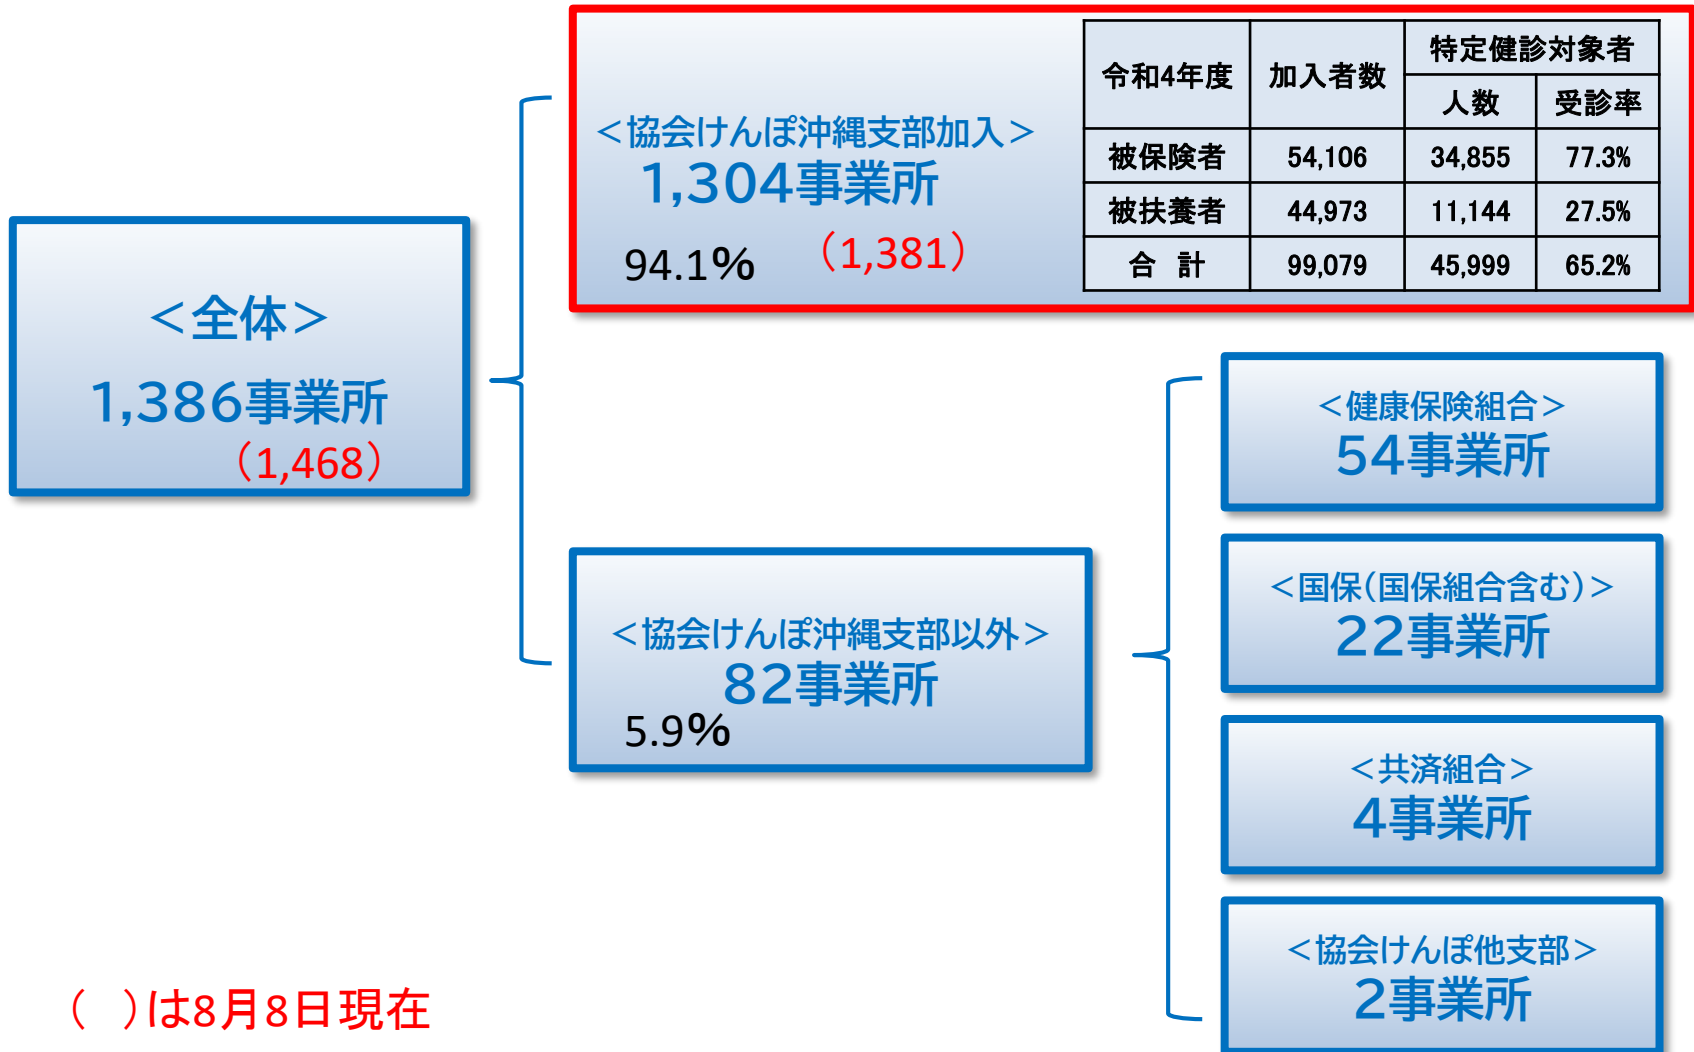 ＜全体＞
1,386事業所
（1,468）
＜協会けんぽ沖縄支部加入＞
1,304事業所
94.1％ （1,381）
令和4年度 加入者数 特定健診対象者
人数 受診率
被保険者 54,106 34,855 77.3%
被扶養者 44,973 11,144 27.5%
合 計 99,079 45,999 65.2%
＜協会けんぽ沖縄支部以外＞
82事業所
5.9％
＜健康保険組合＞
54事業所
＜国保（国保組合含む）＞
22事業所
＜共済組合＞
4事業所
＜協会けんぽ他支部＞
2事業所
（　）は8月8日現在